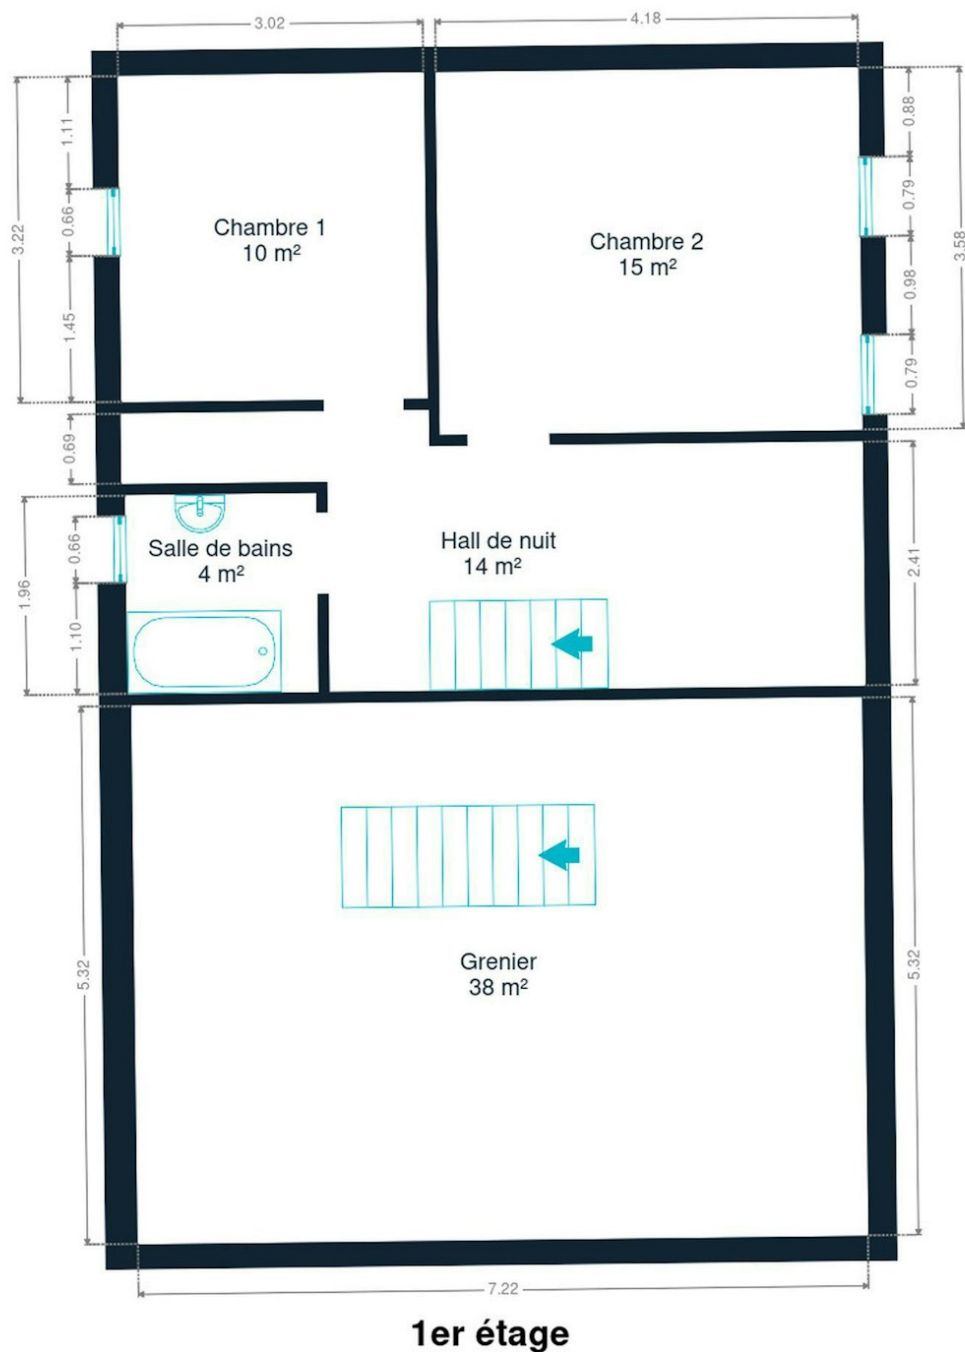 3.02
4.18
1.11
0.88
3.22
0.66
0.79
Chambre 1
10 m²
Chambre 2
15 m²
3.58
0.98
1.45
0.79
0.69
1.96
0.66
Salle de bains
4 m²
Hall de nuit
14 m²
2.41
1.10
5.32
Grenier
38 m²
5.32
7.22
1er étage